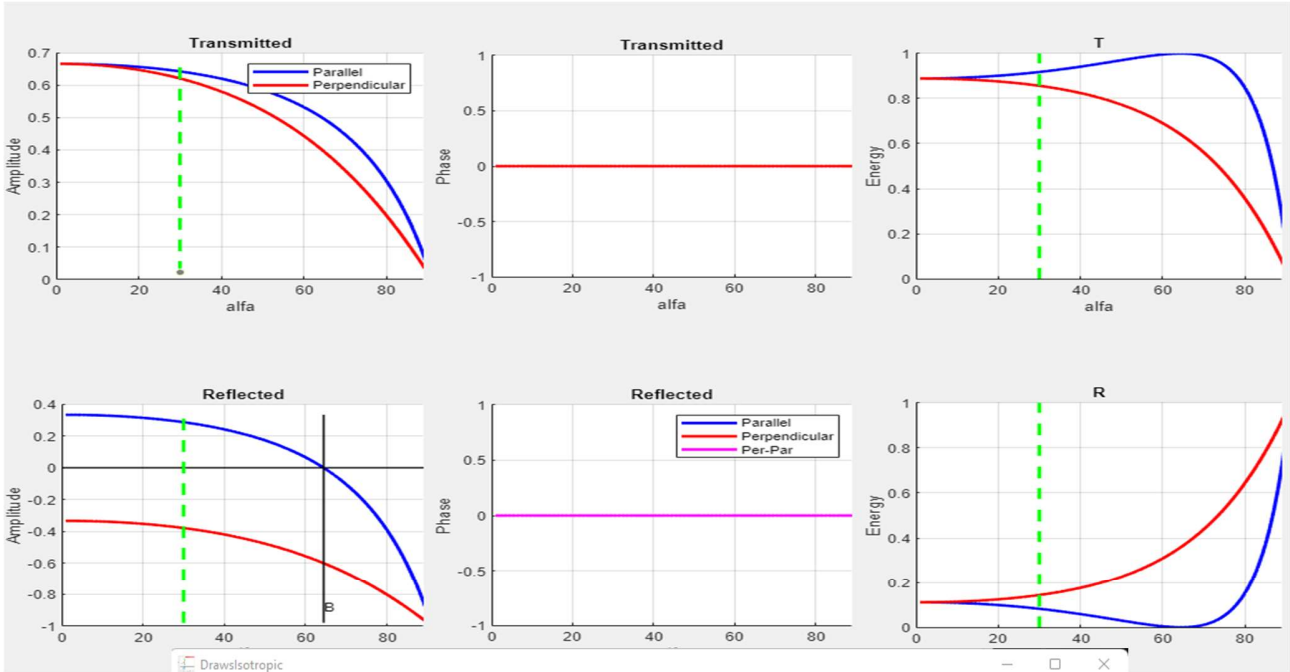 Transmitted
0.7
0.6
0.5
0.4
0.3
0.2
0.1
0
Amplitude
Parallel
Perpendicular
0 20 40 60 80
alfa
Transmitted
1
0.5
0
-0.5
-1
Phase
0 20 40 60 80
alfa
T
1
0.8
0.6
0.4
0.2
0
Energy
0 20 40 60 80
Reflected
0.4
0.2
0
-0.2
-0.4
-0.6
-0.8
-1
Amplitude
B
0 20 40 60 80
Reflected
1
0.5
0
-0.5
-1
Phase
Parallel
Perpendicular
Per-Par
0 20 40 60 80
R
1
0.8
0.6
0.4
0.2
0
Energy
0 20 40 60 80
DrawsIsotropic